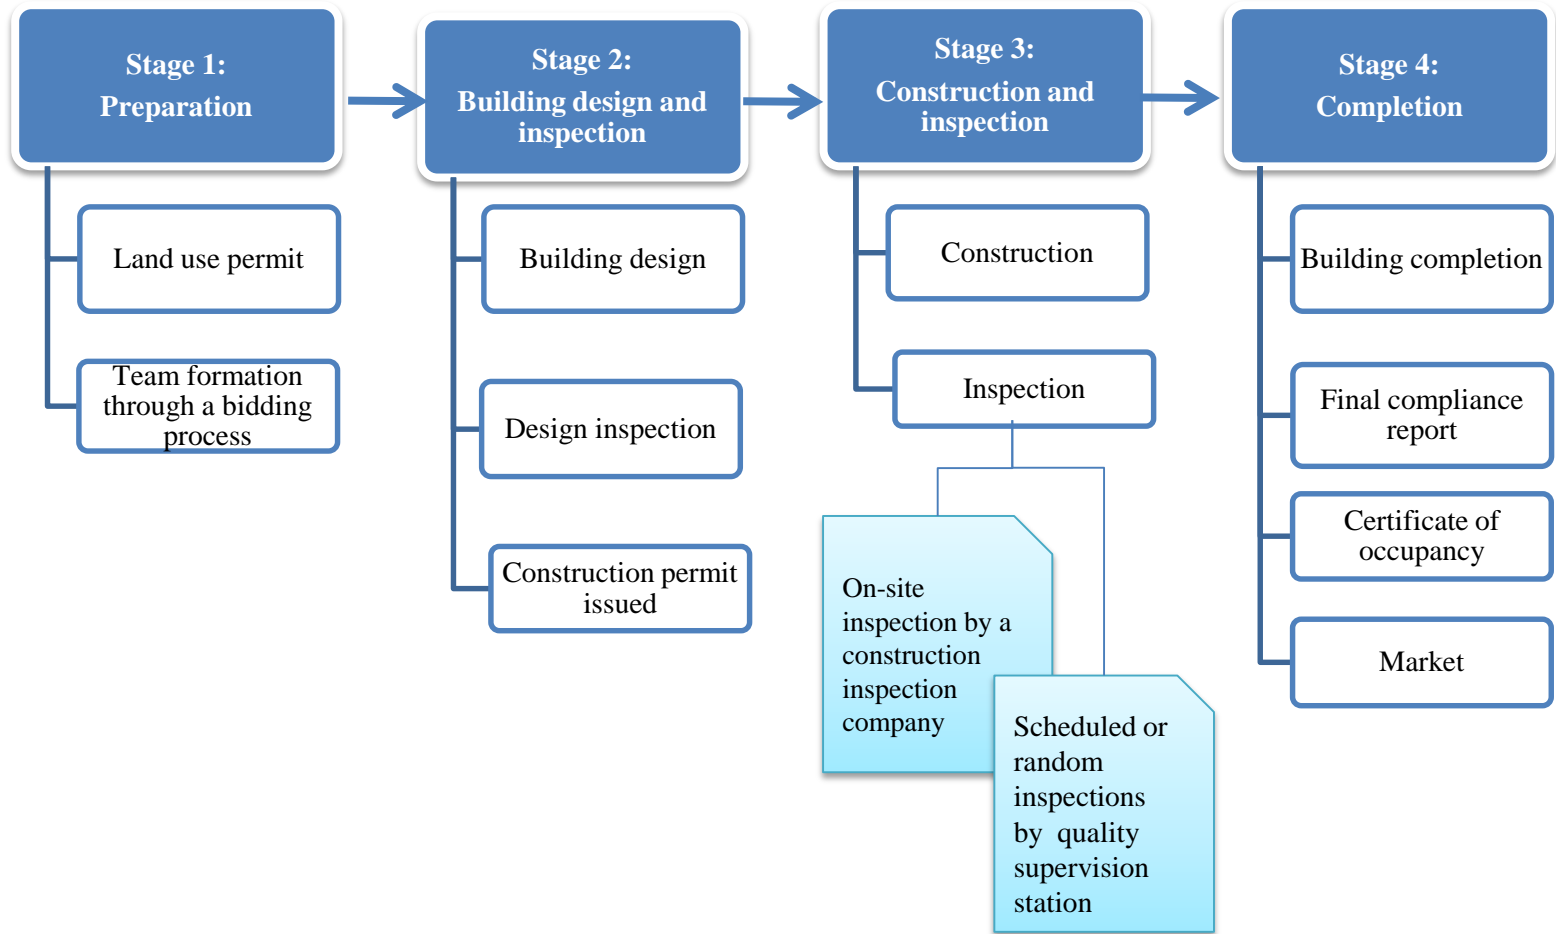 Stage 1:
Preparation
Land use permit
Team formation
through a bidding
process
Stage 2:
Building design and
inspection
Building design
Design inspection
Construction permit
issued
Stage 3:
Construction and
inspection
Construction
Inspection
On-site
inspection by a
construction
inspection
company
Scheduled or
random
inspections
by quality
supervision
station
Stage 4:
Completion
Building completion
Final compliance
report
Certificate of
occupancy
Market